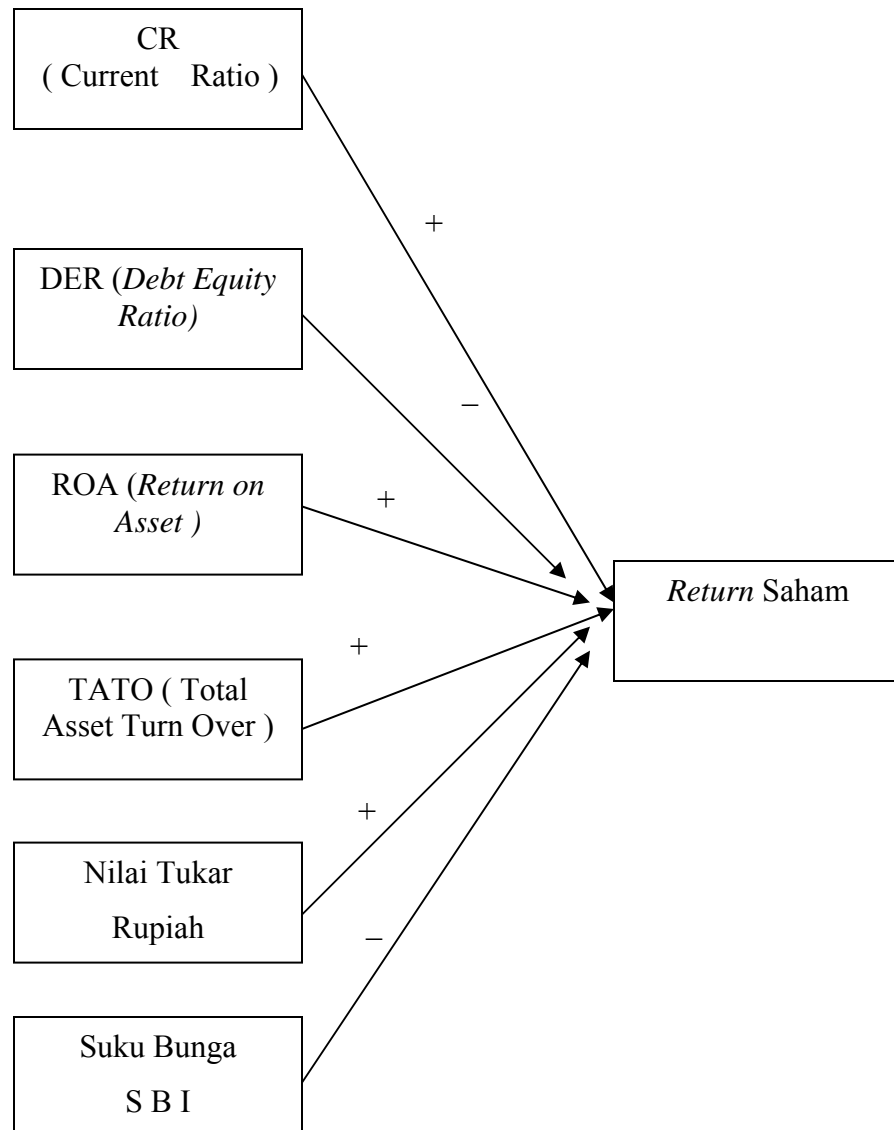 CR
( Current Ratio )
+
DER (Debt Equity
Ratio)
−
ROA (Return on
Asset )
+
Return Saham
TATO ( Total
Asset Turn Over )
+
Nilai Tukar
Rupiah
+
Suku Bunga
S B I
−